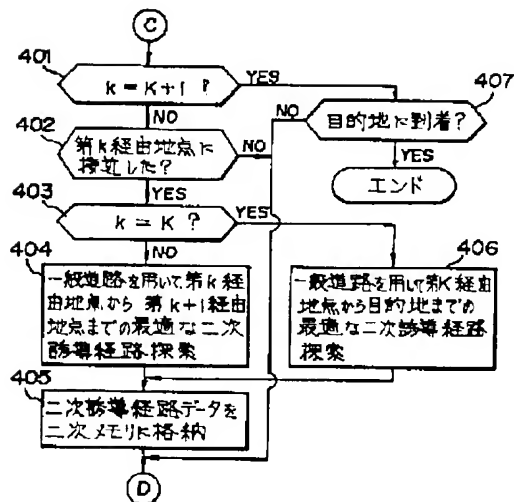 C
401
k = K+1 ?
YES
407
NO
NO
目的地に到着?
402
第k経由地点に
接近した?
NO
YES
YES
エンド
403
k = K ?
YES
NO
404
406
一般道路を用いて第k経
由地点から 第k+1経由
地点までの最適な二次
誘導経路探索
一般道路を用いて第K経由
地点から目的地までの
最適な二次誘導経路
探索
405
二次誘導経路データを
二次メモリに格納
D